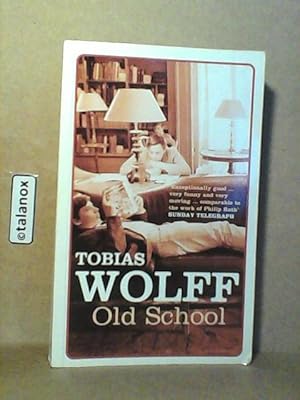 ©talanox
'Exceptionally good ...
very funny and very
moving ... comparable to
the work of Philip Roth'
SUNDAY TELEGRAPH
TOBIAS
WOLFF
Old School